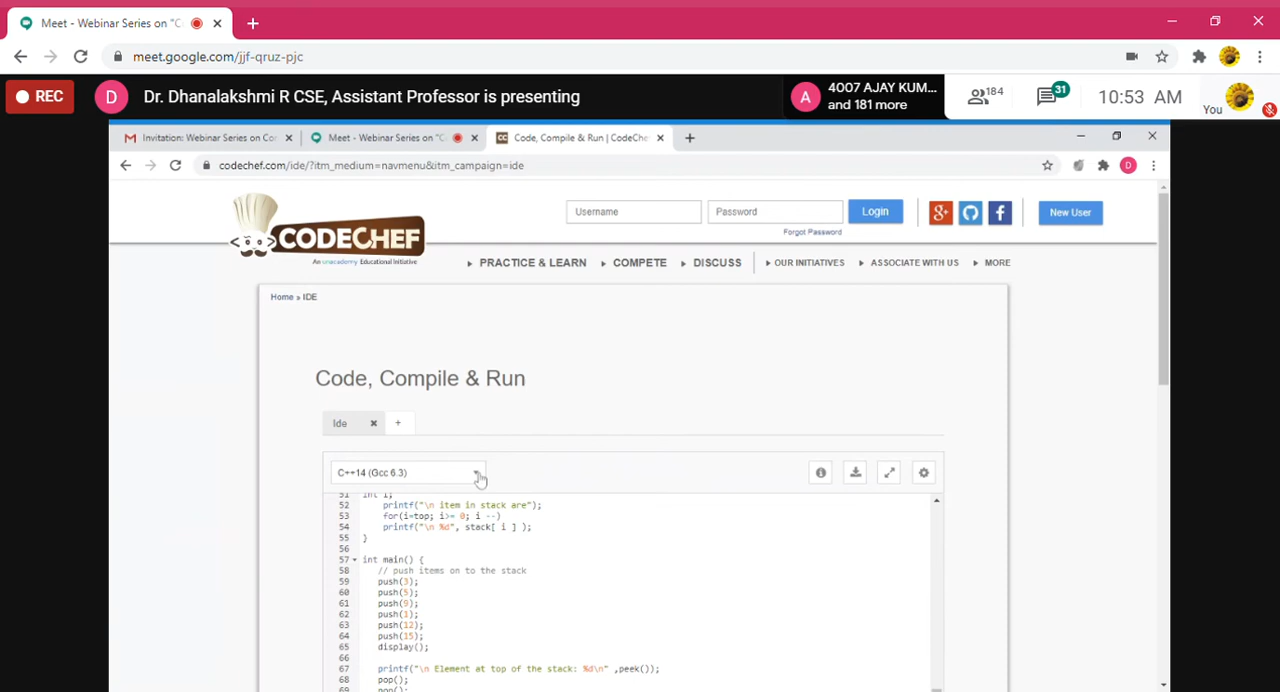 Meet - Webinar Series on "C
meet.google.com/jjf-qruz-pjc
REC
D
Dr. Dhanalakshmi R CSE, Assistant Professor is presenting
A
4007 AJAY KUM...
and 181 more
184
31
10:53 AM
You
Invitation: Webinar Series on Cor
Meet - Webinar Series on "C
CC
Code, Compile & Run | CodeChe
codechef.com/ide/?itm_medium=navmenu&itm_campaign=ide
D
CODECHEF
An unacademy Educational Initiative
Username
Password
Login
Forgot Password
g+
f
New User
PRACTICE & LEARN
COMPETE
DISCUSS
OUR INITIATIVES
ASSOCIATE WITH US
MORE
Home » IDE
Code, Compile & Run
Ide
C++14 (Gcc 6.3)
51 int i;
52 printf("\n item in stack are");
53 for(i=top; i>= 0; i --)
54 printf("\n %d", stack[ i ] );
55 }
56
57 int main() {
58 // push items on to the stack
59 push(3);
60 push(5);
61 push(9);
62 push(1);
63 push(12);
64 push(15);
65 display();
66
67 printf("\n Element at top of the stack: %d\n" ,peek());
68 pop();
69 pop();